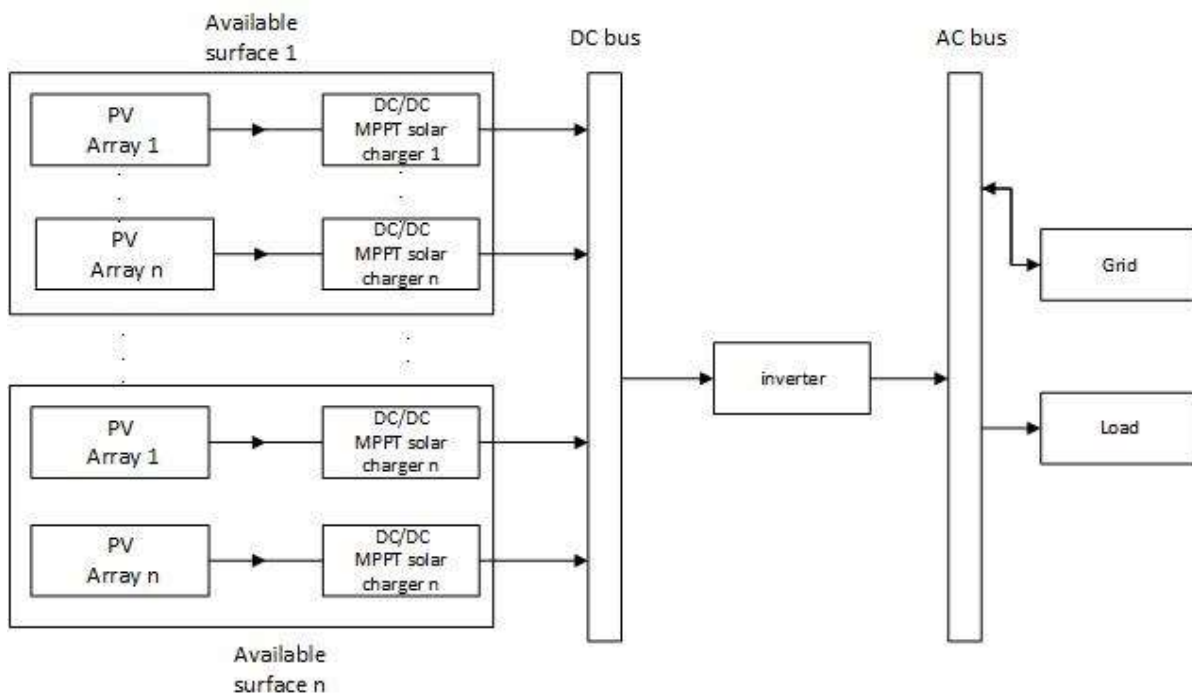 Available
surface 1
DC bus
AC bus
PV
Array 1
DC/DC
MPPT solar
charger 1
PV
Array n
DC/DC
MPPT solar
charger n
Grid
inverter
PV
Array 1
DC/DC
MPPT solar
charger n
Load
PV
Array n
DC/DC
MPPT solar
charger n
Available
surface n